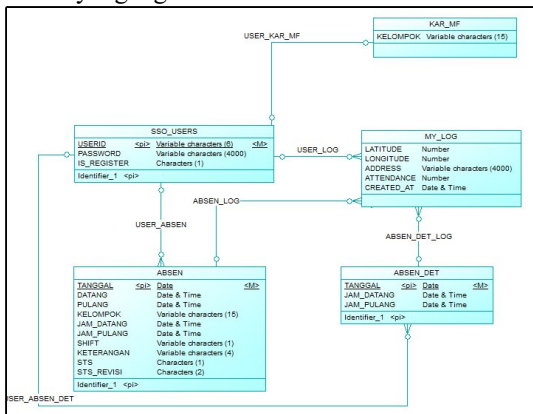 KAR_MF
KELOMPOK Variable characters (15)
USER_KAR_MF
SSO_USERS
USERID <pi> Variable characters (6) <M>
PASSWORD Variable characters (4000)
IS_REGISTER Characters (1)
Identifier_1 <pi>
USER_LOG
MY_LOG
LATITUDE Number
LONGITUDE Number
ADDRESS Variable characters (4000)
ATTENDANCE Number
CREATED_AT Date & Time
ABSEN_LOG
USER_ABSEN
ABSEN_DET_LOG
ABSEN
TANGGAL <pi> Date <M>
DATANG Date & Time
PULANG Date & Time
KELOMPOK Variable characters (15)
JAM_DATANG Date & Time
JAM_PULANG Date & Time
SHIFT Variable characters (1)
KETERANGAN Variable characters (4)
STS Characters (1)
STS_REVISI Characters (2)
Identifier_1 <pi>
ABSEN_DET
TANGGAL <pi> Date <M>
JAM_DATANG Date & Time
JAM_PULANG Date & Time
Identifier_1 <pi>
USER_ABSEN_DET